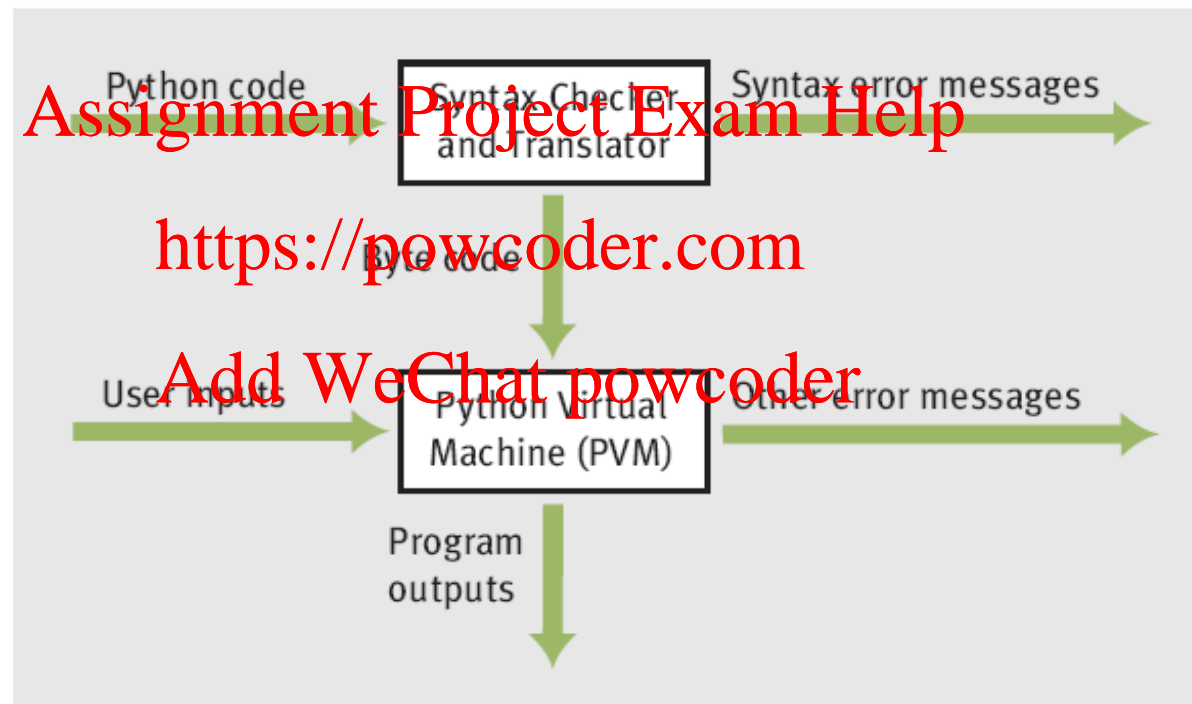 Python code
Syntax Checker
and Translator
Syntax error messages
Assignment Project Exam Help
https://powcoder.com
Byte code
Add WeChat powcoder
User inputs
Python Virtual
Machine (PVM)
Other error messages
Program
outputs